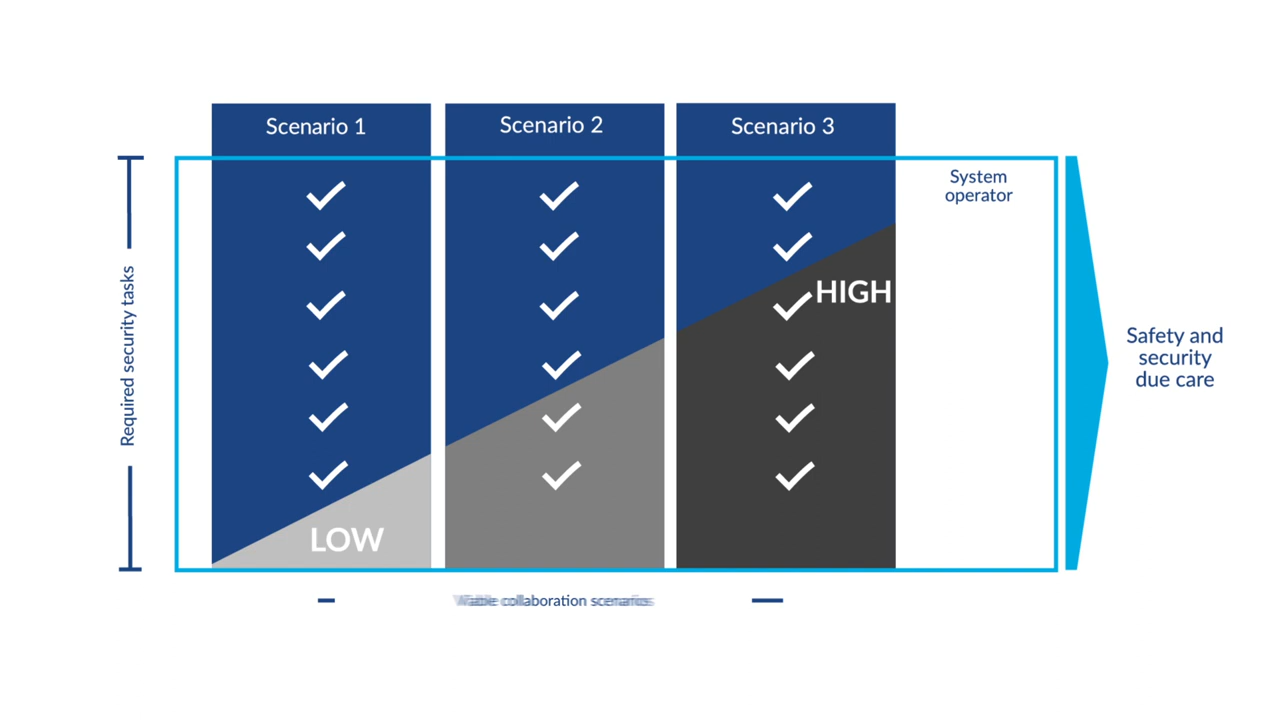 Scenario 1
Scenario 2
Scenario 3
System
operator
Required security tasks
HIGH
Safety and
security
due care
LOW
Viable collaboration scenarios